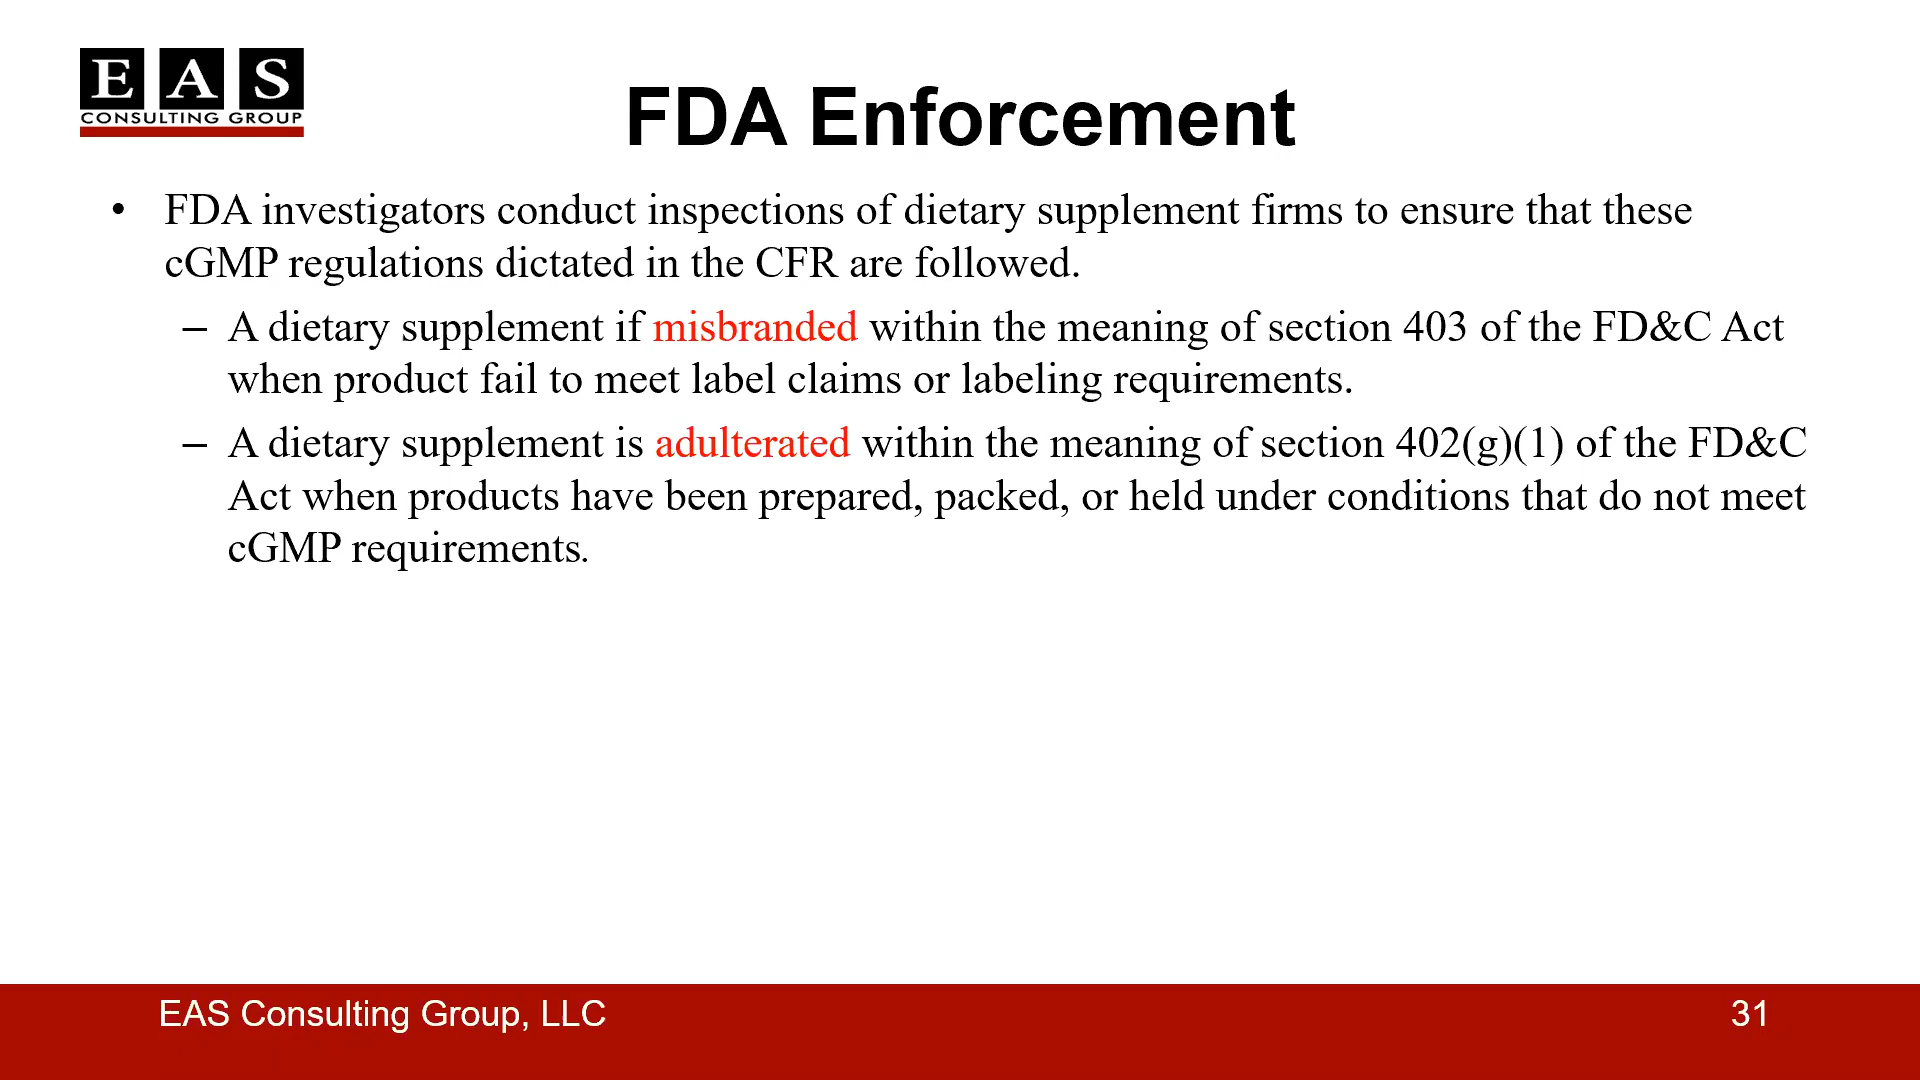 EAS
CONSULTING GROUP
FDA Enforcement
• FDA investigators conduct inspections of dietary supplement firms to ensure that these
cGMP regulations dictated in the CFR are followed.
– A dietary supplement if misbranded within the meaning of section 403 of the FD&C Act
when product fail to meet label claims or labeling requirements.
– A dietary supplement is adulterated within the meaning of section 402(g)(1) of the FD&C
Act when products have been prepared, packed, or held under conditions that do not meet
cGMP requirements.
EAS Consulting Group, LLC
31